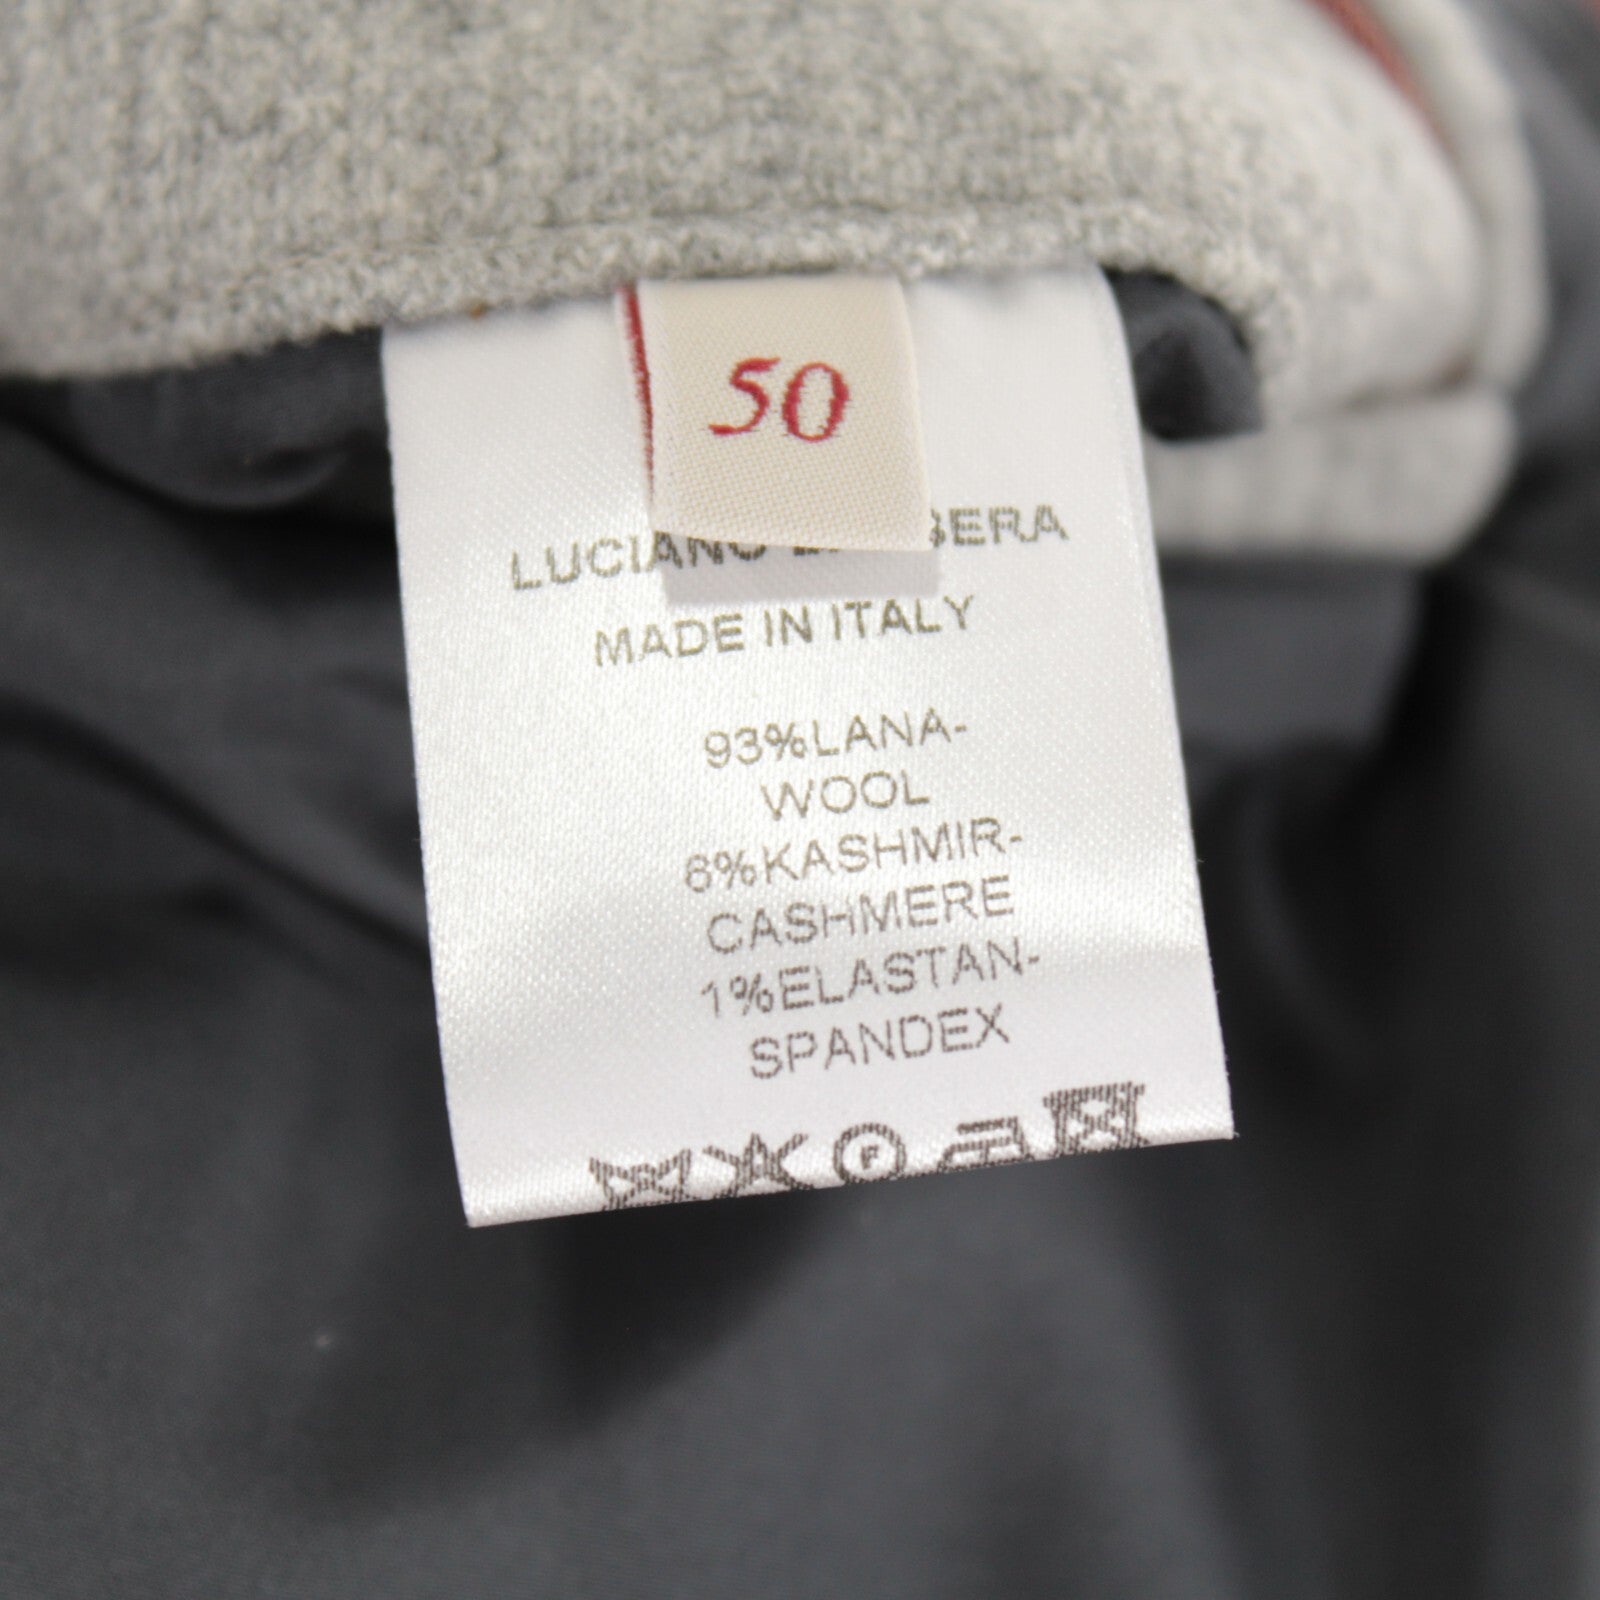 50
LUCIANO
MADE IN ITALY
93%LANA-
WOOL
6%KASHMIR-
CASHMERE
1%ELASTAN-
SPANDEX
F